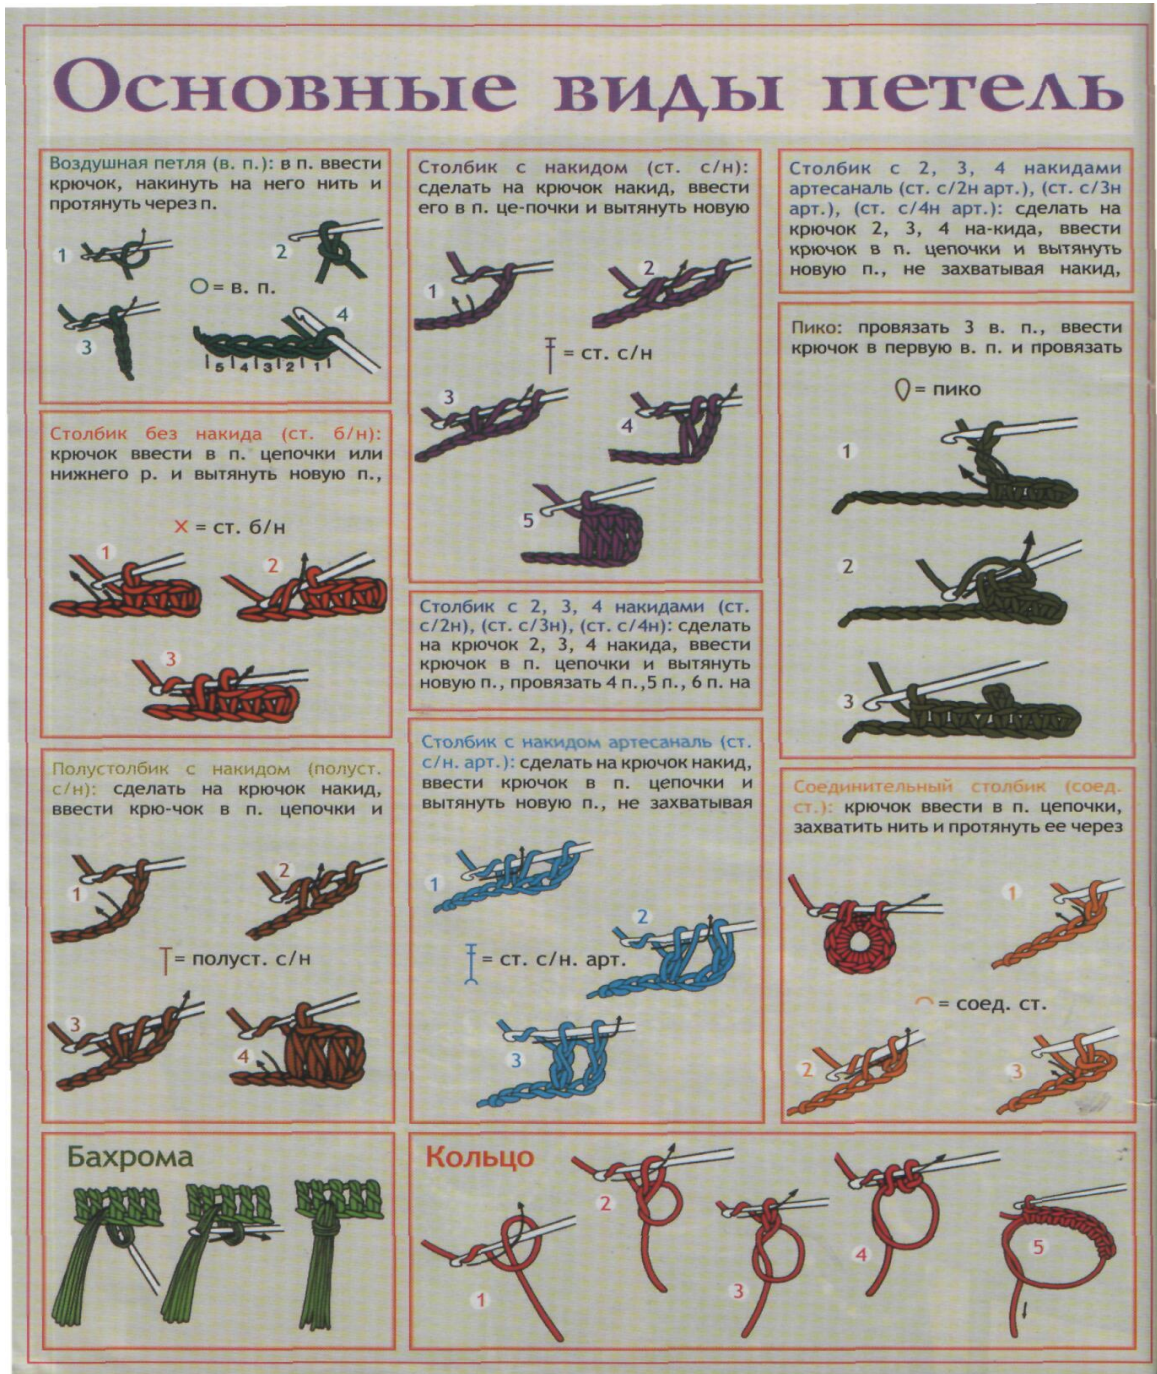 Основные виды петель
Воздушная петля (в. п.): в п. ввести
крючок, накинуть на него нить и
протянуть через п.
1
2
О = в. п.
3
4
5 4 3 2 1
Столбик без накида (ст. б/н):
крючок ввести в п. цепочки или
нижнего р. и вытянуть новую п.,
X = ст. б/н
1
2
3
Полустолбик с накидом (полуст.
с/н): сделать на крючок накид,
ввести крю-чок в п. цепочки и
1
2
= полуст. с/н
3
4
Бахрома
Столбик с накидом (ст. с/н):
сделать на крючок накид, ввести
его в п. це-почки и вытянуть новую
1
2
= ст. с/н
3
4
5
Столбик с 2, 3, 4 накидами (ст.
с/2н), (ст. с/3н), (ст. с/4н): сделать
на крючок 2, 3, 4 накида, ввести
крючок в п. цепочки и вытянуть
новую п., провязать 4 п.,5 п., 6 п. на
Столбик с накидом артесаналь (ст.
с/н. арт.): сделать на крючок накид,
ввести крючок в п. цепочки и
вытянуть новую п., не захватывая
1
2
= ст. с/н. арт.
3
Столбик с 2, 3, 4 накидами
артесаналь (ст. с/2н арт.), (ст. с/3н
арт.), (ст. с/4н арт.): сделать на
крючок 2, 3, 4 на-кида, ввести
крючок в п. цепочки и вытянуть
новую п., не захватывая накид,
Пико: провязать 3 в. п., ввести
крючок в первую в. п. и провязать
= пико
1
2
3
Соединительный столбик (соед.
ст.): крючок ввести в п. цепочки,
захватить нить и протянуть ее через
1
= соед. ст.
2
3
Кольцо
1
2
3
4
5